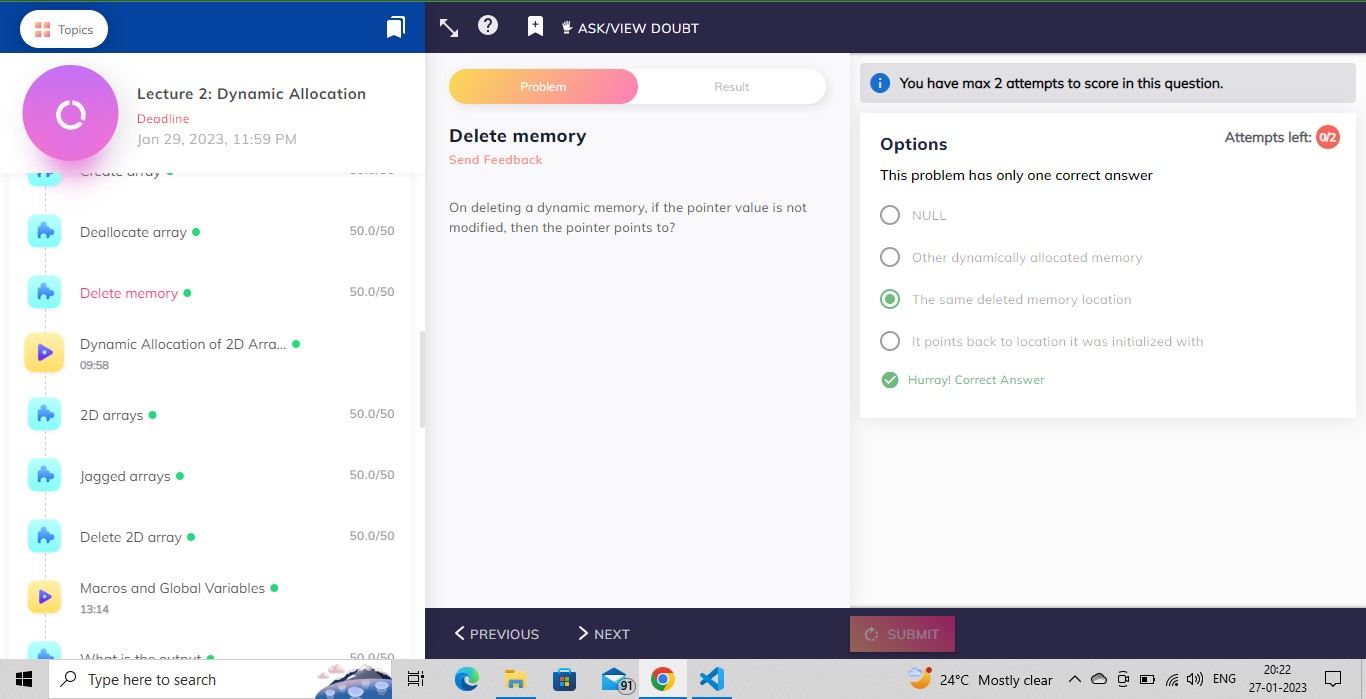 Topics
ASK/VIEW DOUBT
Lecture 2: Dynamic Allocation
Deadline
Jan 29, 2023, 11:59 PM
Create array
Deallocate array
50.0/50
Delete memory
50.0/50
Dynamic Allocation of 2D Arra...
09:58
2D arrays
50.0/50
Jagged arrays
50.0/50
Delete 2D array
50.0/50
Macros and Global Variables
13:14
What is the output
50.0/50
Problem
Result
Delete memory
Send Feedback
On deleting a dynamic memory, if the pointer value is not
modified, then the pointer points to?
You have max 2 attempts to score in this question.
Options
Attempts left: 0/2
This problem has only one correct answer
NULL
Other dynamically allocated memory
The same deleted memory location
It points back to location it was initialized with
Hurray! Correct Answer
PREVIOUS
NEXT
SUBMIT
Type here to search
91
24°C Mostly clear
ENG
20:22
27-01-2023